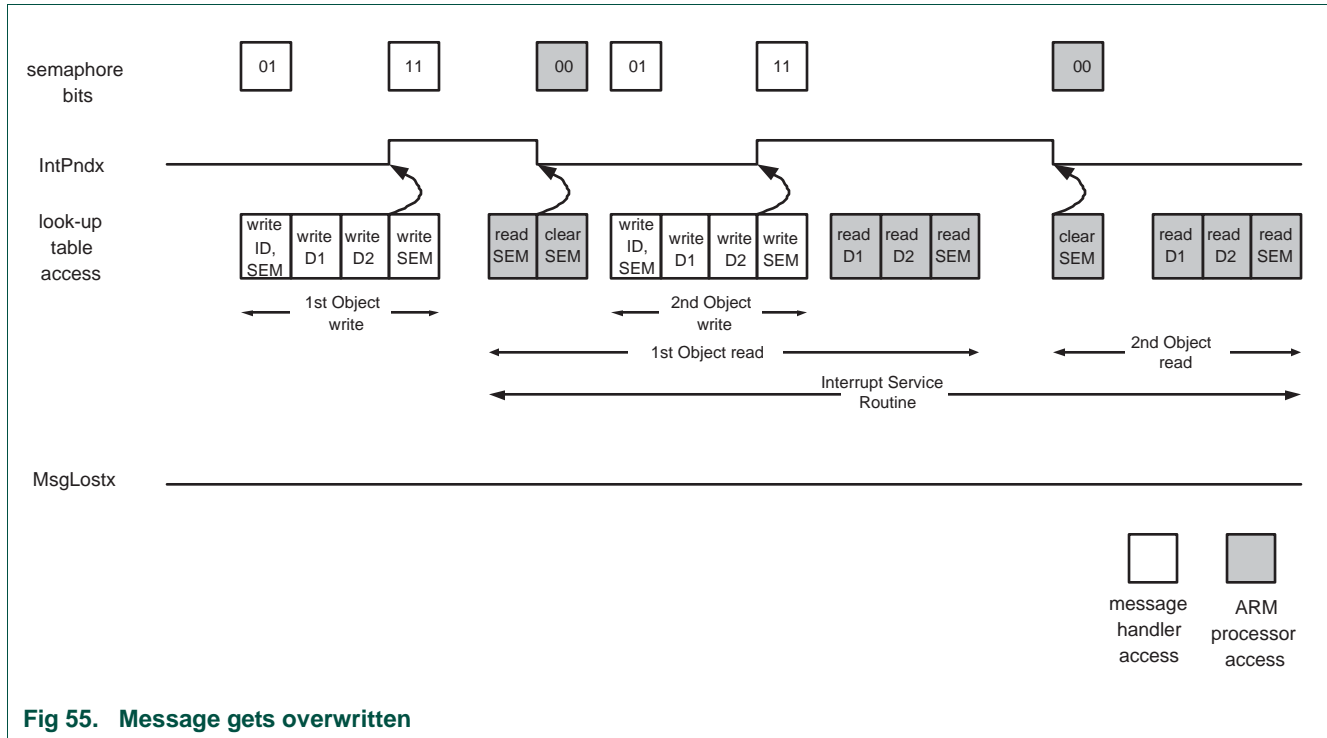 semaphore
bits
01
11
00
01
11
00
IntPndx
look-up
table
access
write
ID,
SEM
write
D1
write
D2
write
SEM
read
SEM
clear
SEM
write
ID,
SEM
write
D1
write
D2
write
SEM
read
D1
read
D2
read
SEM
clear
SEM
read
D1
read
D2
read
SEM
1st Object
write
2nd Object
write
1st Object read
2nd Object
read
Interrupt Service
Routine
MsgLostx
message
handler
access
ARM
processor
access
Fig 55. Message gets overwritten